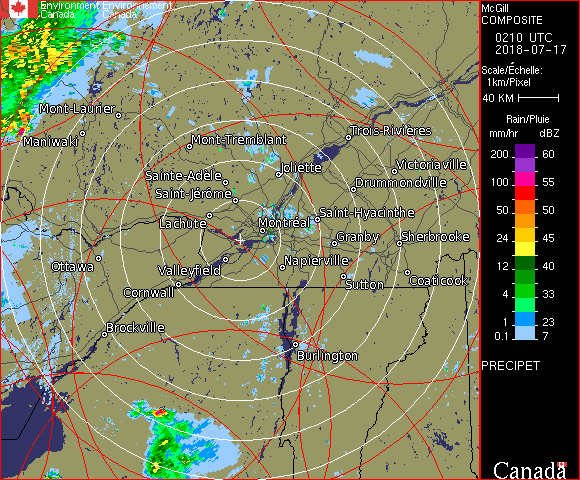 Environment Environnement
Canada Canada
McGill
COMPOSITE
0210 UTC
2018-07-17
Scale/Échelle:
1km/Pixel
40 KM
Rain/Pluie
mm/hr dBZ
200 60
100 55
50 50
24 45
12 40
4 33
1 23
0.1 7
PRECIPET
Canada
Mont-Laurier
Maniwaki
Mont-Tremblant
Trois-Rivières
Joliette
Victoriaville
Sainte-Adèle
Drummondville
Saint-Jérôme
Lachute
Montréal
Saint-Hyacinthe
Granby
Sherbrooke
Ottawa
Valleyfield
Napierville
Cornwall
Sutton
Coaticook
Brockville
Burlington